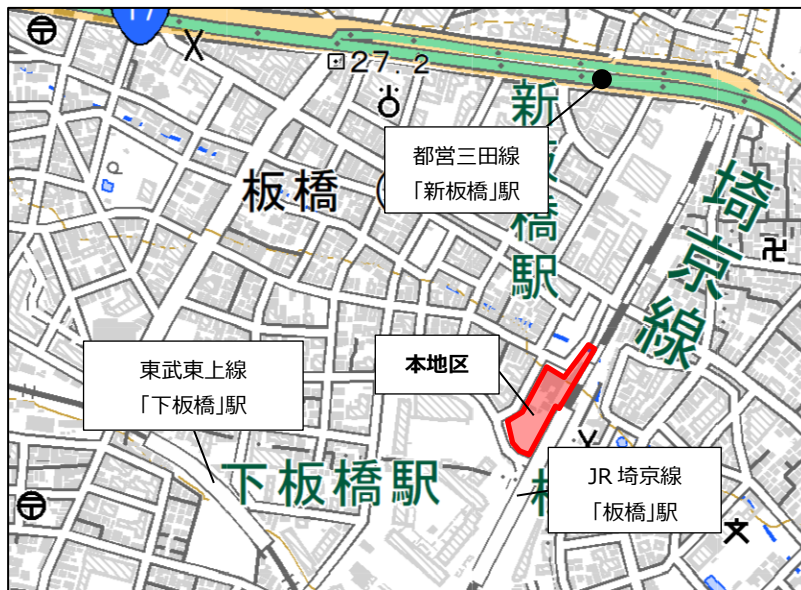 17
27.2
新板橋駅
都営三田線
「新板橋」駅
板橋（
埼京線
本地区
東武東上線
「下板橋」駅
下板橋駅
JR 埼京線
「板橋」駅